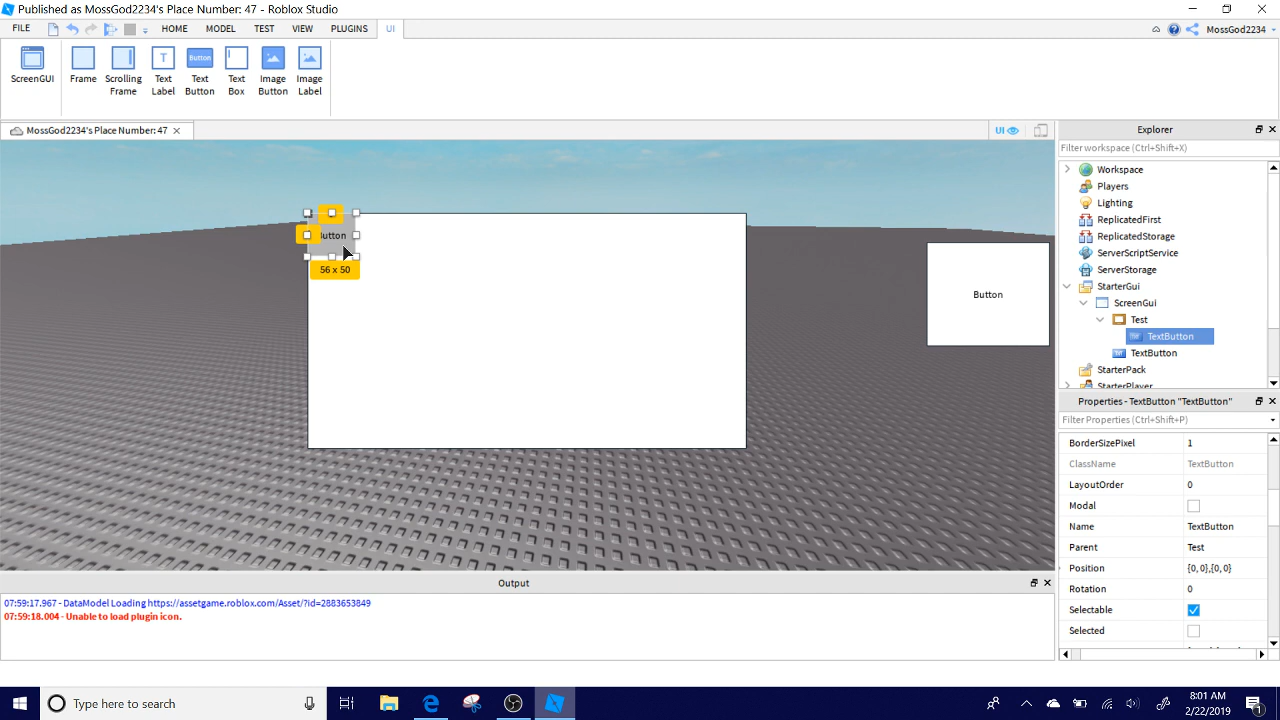 Published as MossGod2234's Place Number: 47 - Roblox Studio
FILE HOME MODEL TEST VIEW PLUGINS UI MossGod2234
ScreenGUI Frame Scrolling Frame Text Label Text Button Text Box Image Button Image Label
MossGod2234's Place Number: 47
UI
Explorer
Filter workspace (Ctrl+Shift+X)
Workspace
Players
Lighting
ReplicatedFirst
ReplicatedStorage
ServerScriptService
ServerStorage
StarterGui
ScreenGui
Test
TextButton
TextButton
StarterPack
StarterPlayer
Button
56 x 50
Button
Properties - TextButton "TextButton"
Filter Properties (Ctrl+Shift+P)
BorderSizePixel 1
ClassName TextButton
LayoutOrder 0
Modal
Name TextButton
Parent Test
Position {0, 0},{0, 0}
Rotation 0
Selectable
Selected
Output
07:59:17.967 - DataModel Loading https://assetgame.roblox.com/Asset/?id=2883653849
07:59:18.004 - Unable to load plugin icon.
Type here to search
8:01 AM
2/22/2019